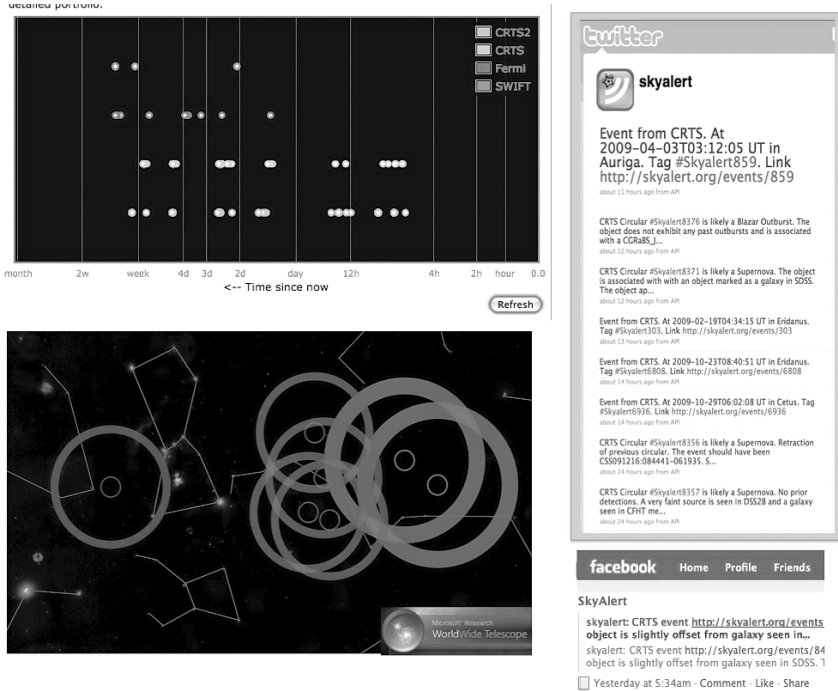 detailed portfolio.
CRTS2
CRTS
Fermi
SWIFT
month 2w week 4d 3d 2d day 12h 4h 2h hour 0.0
<-- Time since now
Refresh
Microsoft Research
WorldWide Telescope
twitter
skyalert
Event from CRTS. At
2009-04-03T03:12:05 UT in
Auriga. Tag #Skyalert859. Link
http://skyalert.org/events/859
about 11 hours ago from API
CRTS Circular #Skyalert8376 is likely a Blazar Outburst. The
object does not exhibit any past outbursts and is associated
with a CGRaBS_J...
about 12 hours ago from API
CRTS Circular #Skyalert8371 is likely a Supernova. The object
is associated with with an object marked as a galaxy in SDSS.
The object ap...
about 12 hours ago from API
Event from CRTS. At 2009-02-19T04:34:15 UT in Eridanus.
Tag #Skyalert303. Link http://skyalert.org/events/303
about 13 hours ago from API
Event from CRTS. At 2009-10-23T08:40:51 UT in Eridanus.
Tag #Skyalert6808. Link http://skyalert.org/events/6808
about 14 hours ago from API
Event from CRTS. At 2009-10-29T06:02:08 UT in Cetus. Tag
#Skyalert6936. Link http://skyalert.org/events/6936
about 14 hours ago from API
CRTS Circular #Skyalert8356 is likely a Supernova. Retraction
of previous circular. The event should have been
CSS091216:084441-061935. S...
about 24 hours ago from API
CRTS Circular #Skyalert8357 is likely a Supernova. No prior
detections. A very faint source is seen in DSS2B and a galaxy
seen in CFHT me...
about 24 hours ago from API
facebook Home Profile Friends
SkyAlert
skyalert: CRTS event http://skyalert.org/events
object is slightly offset from galaxy seen in...
skyalert: CRTS event http://skyalert.org/events/84
object is slightly offset from galaxy seen in SDSS. T
Yesterday at 5:34am · Comment · Like · Share